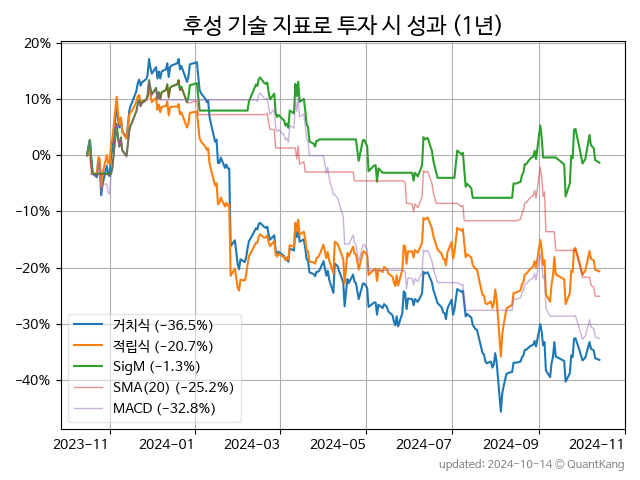 후성 기술 지표로 투자 시 성과 (1년)
20%
10%
0%
−10%
−20%
−30%
−40%
거치식 (−36.5%)
적립식 (−20.7%)
SigM (−1.3%)
SMA(20) (−25.2%)
MACD (−32.8%)
2023-11 2024-01 2024-03 2024-05 2024-07 2024-09 2024-11
updated: 2024-10-14 © QuantKang